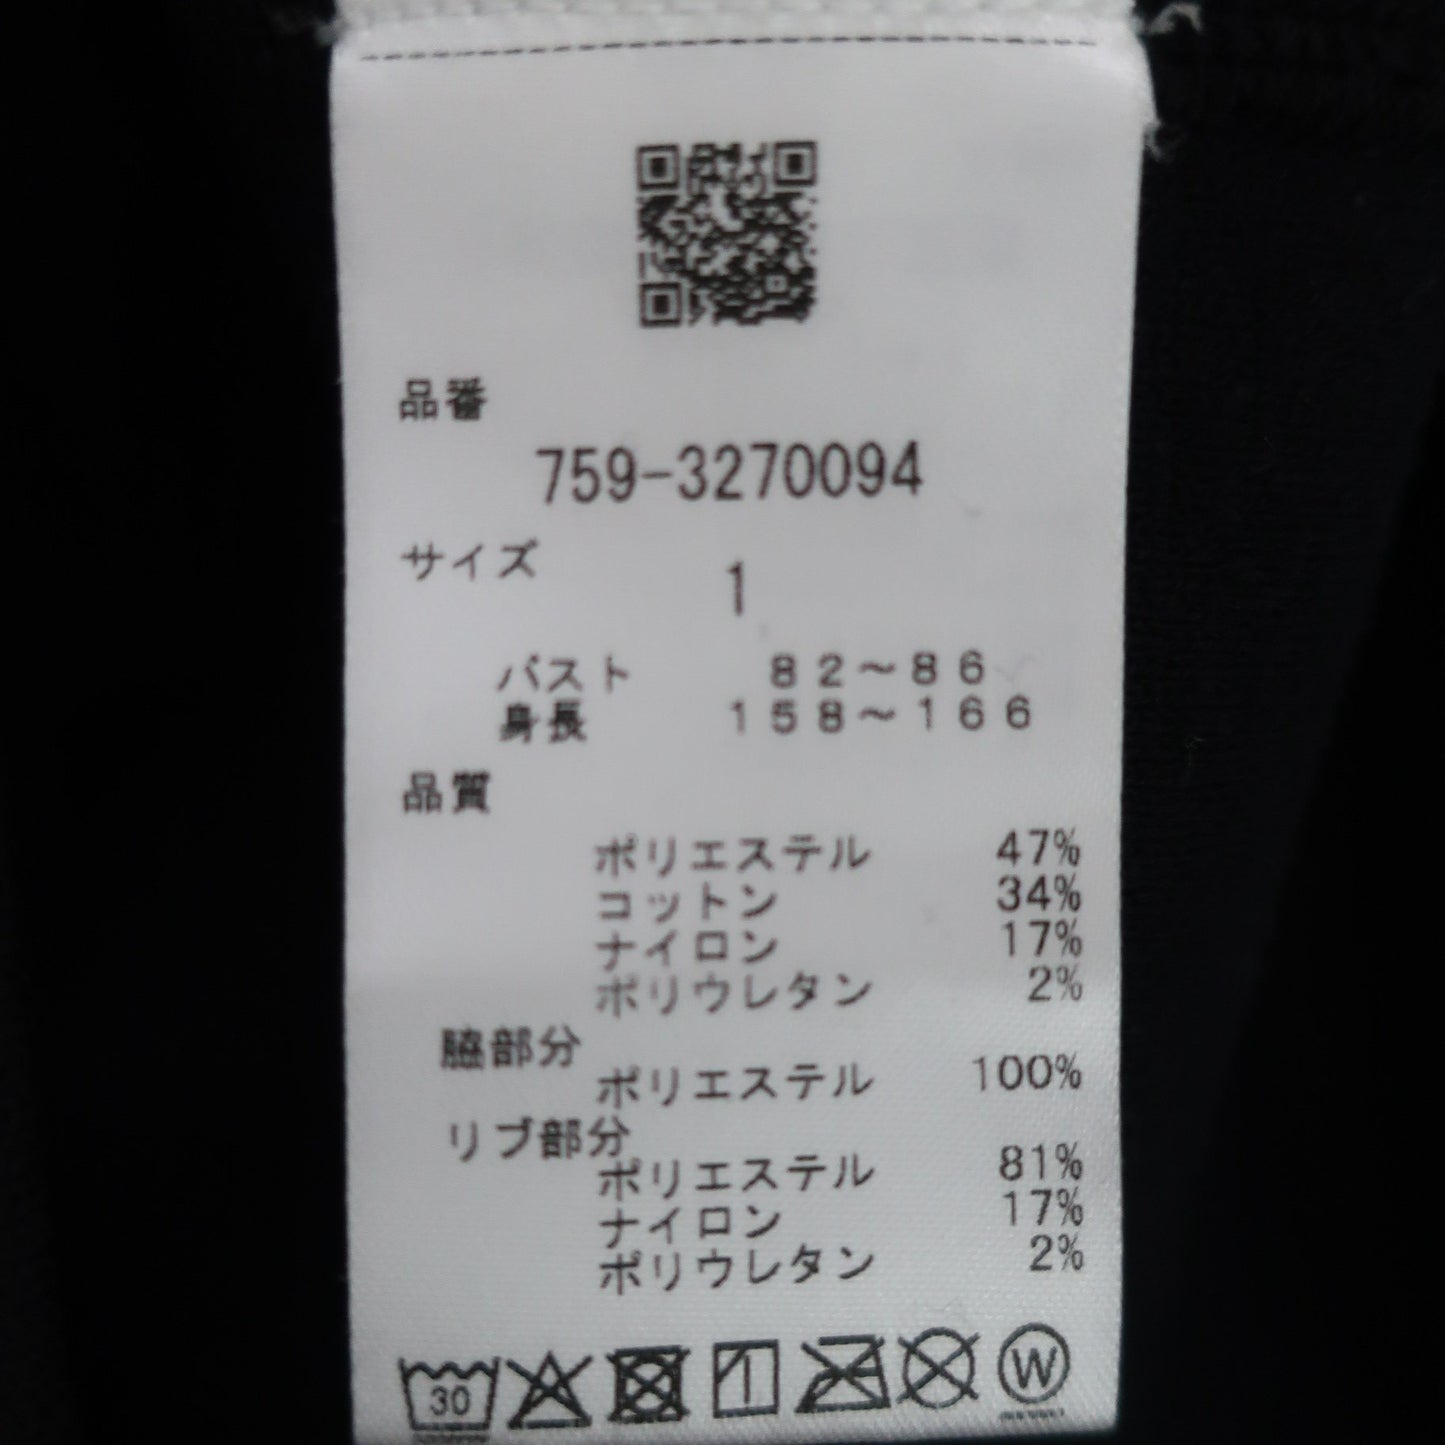 品番
759-3270094
サイズ
1
バスト 82～86
身長 158～166
品質
ポリエステル 47%
コットン 34%
ナイロン 17%
ポリウレタン 2%
脇部分
ポリエステル 100%
リブ部分
ポリエステル 81%
ナイロン 17%
ポリウレタン 2%
30 W